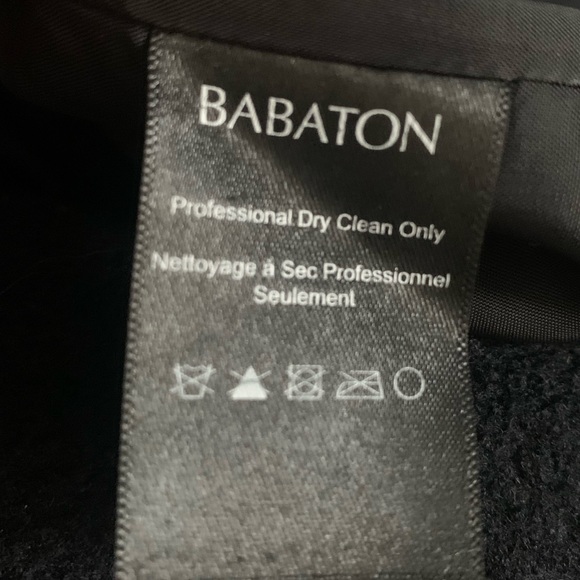 BABATON
Professional Dry Clean Only
Nettoyage à Sec Professionnel
Seulement